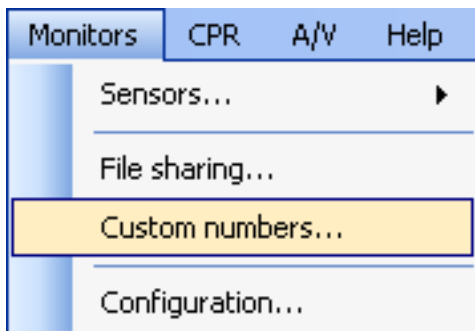 Monitors CPR A/V Help
Sensors...
File sharing...
Custom numbers...
Configuration...